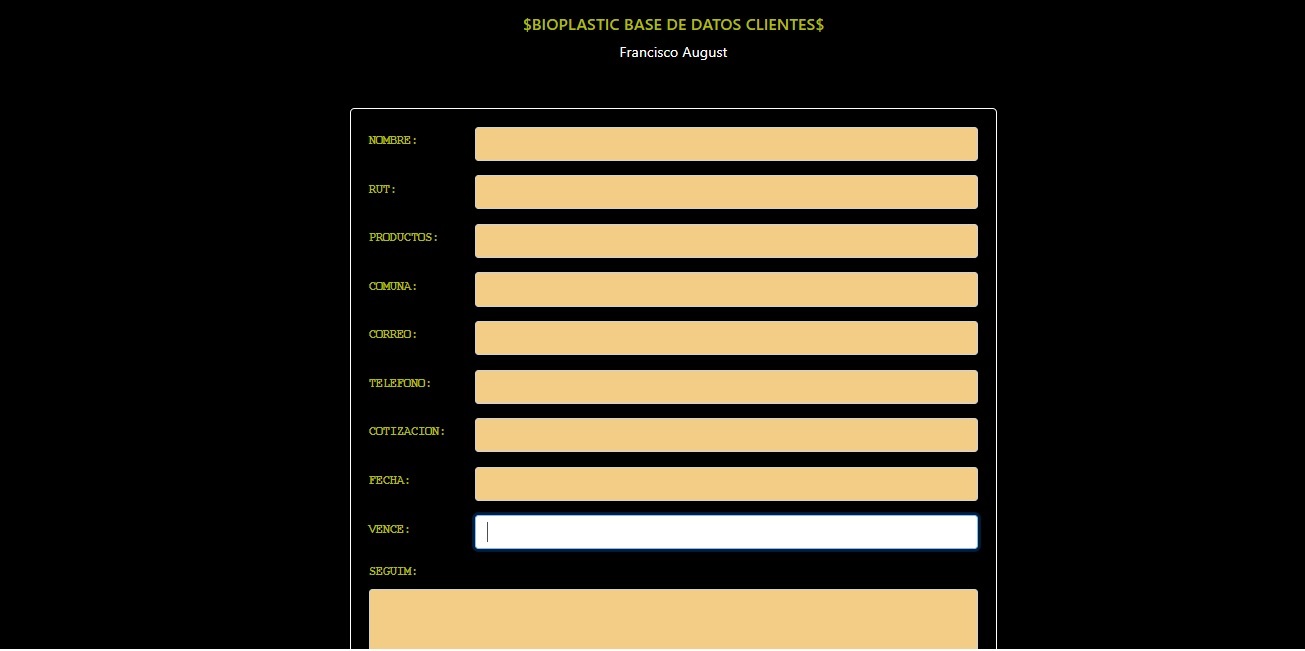 $BIOPLASTIC BASE DE DATOS CLIENTES$
Francisco August
NOMBRE:
RUT:
PRODUCTOS:
COMUNA:
CORREO:
TELEFONO:
COTIZACION:
FECHA:
VENCE:
SEGUIM: